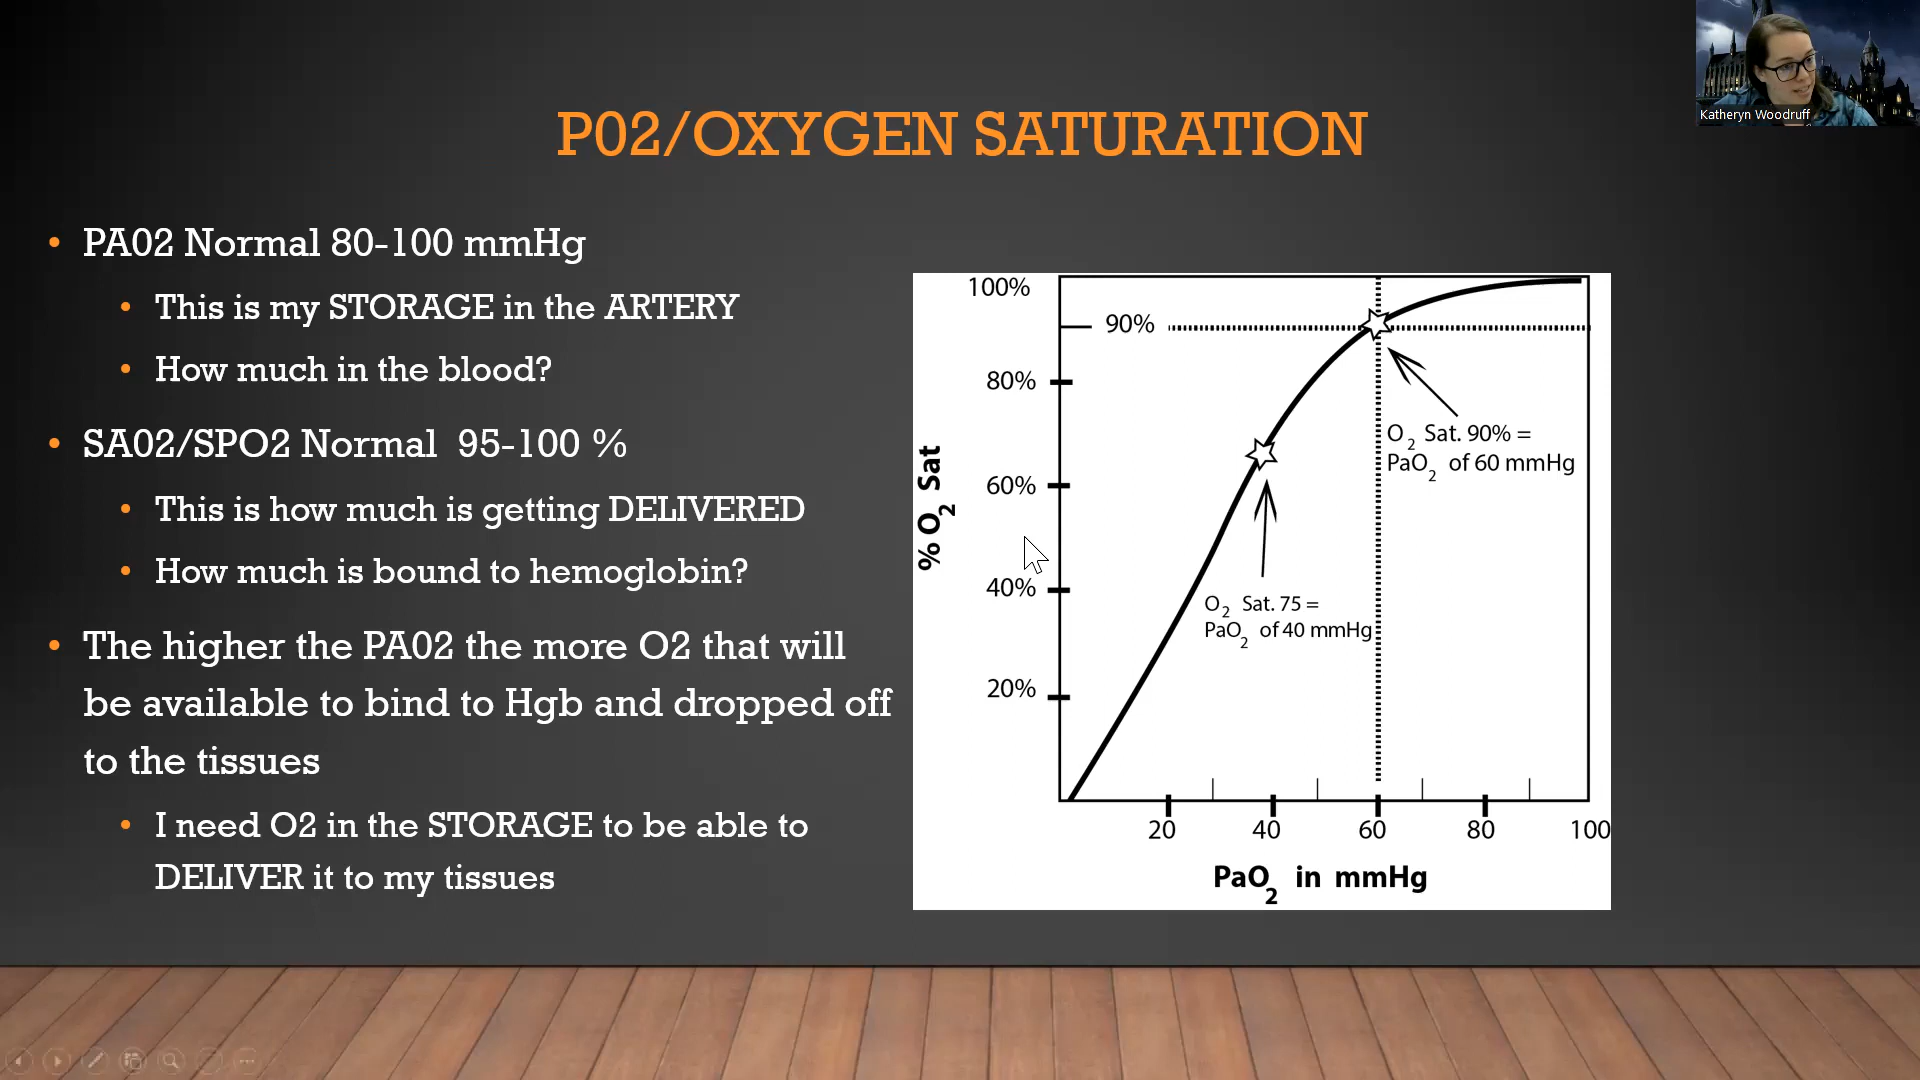 Katheryn Woodruff
P02/OXYGEN SATURATION
• PA02 Normal 80-100 mmHg
• This is my STORAGE in the ARTERY
• How much in the blood?
• SA02/SPO2 Normal 95-100 %
• This is how much is getting DELIVERED
• How much is bound to hemoglobin?
• The higher the PA02 the more O2 that will
be available to bind to Hgb and dropped off
to the tissues
• I need O2 in the STORAGE to be able to
DELIVER it to my tissues
100%
90%
80%
60%
40%
20%
% O2 Sat
O2 Sat. 90% =
PaO2 of 60 mmHg
O2 Sat. 75 =
PaO2 of 40 mmHg
20 40 60 80 100
PaO2 in mmHg